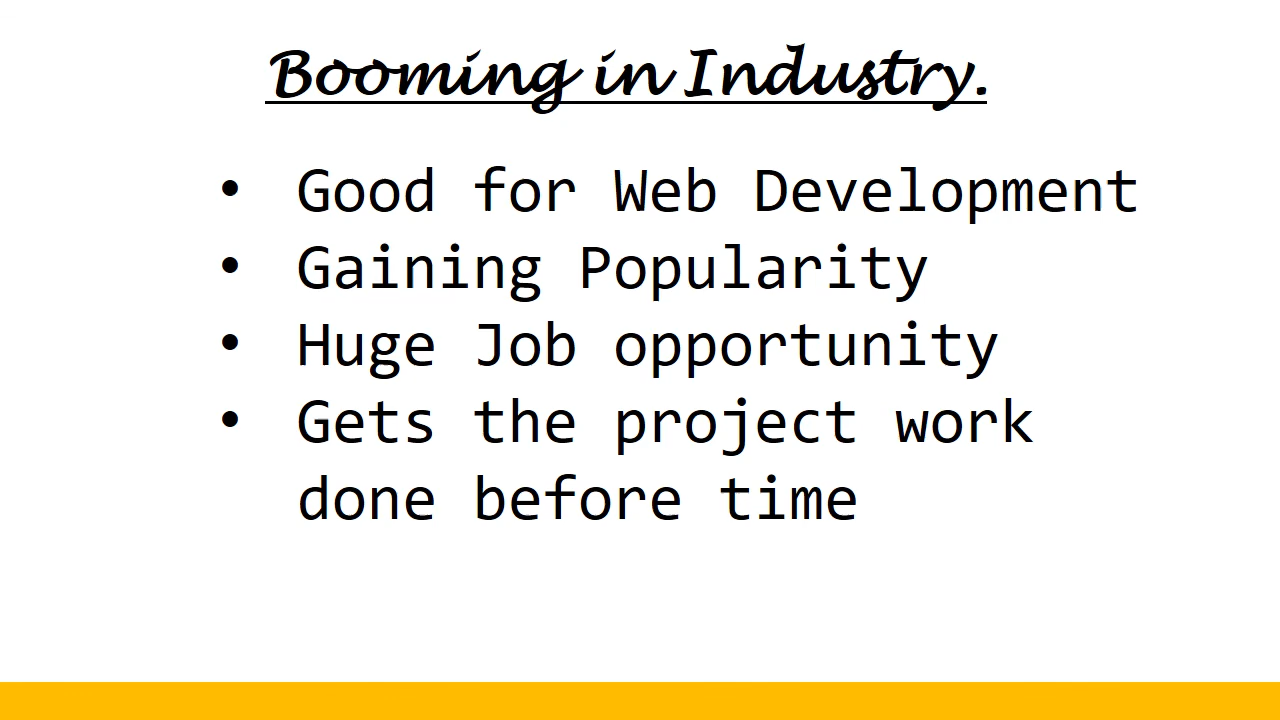 Booming in Industry.
• Good for Web Development
• Gaining Popularity
• Huge Job opportunity
• Gets the project work
done before time